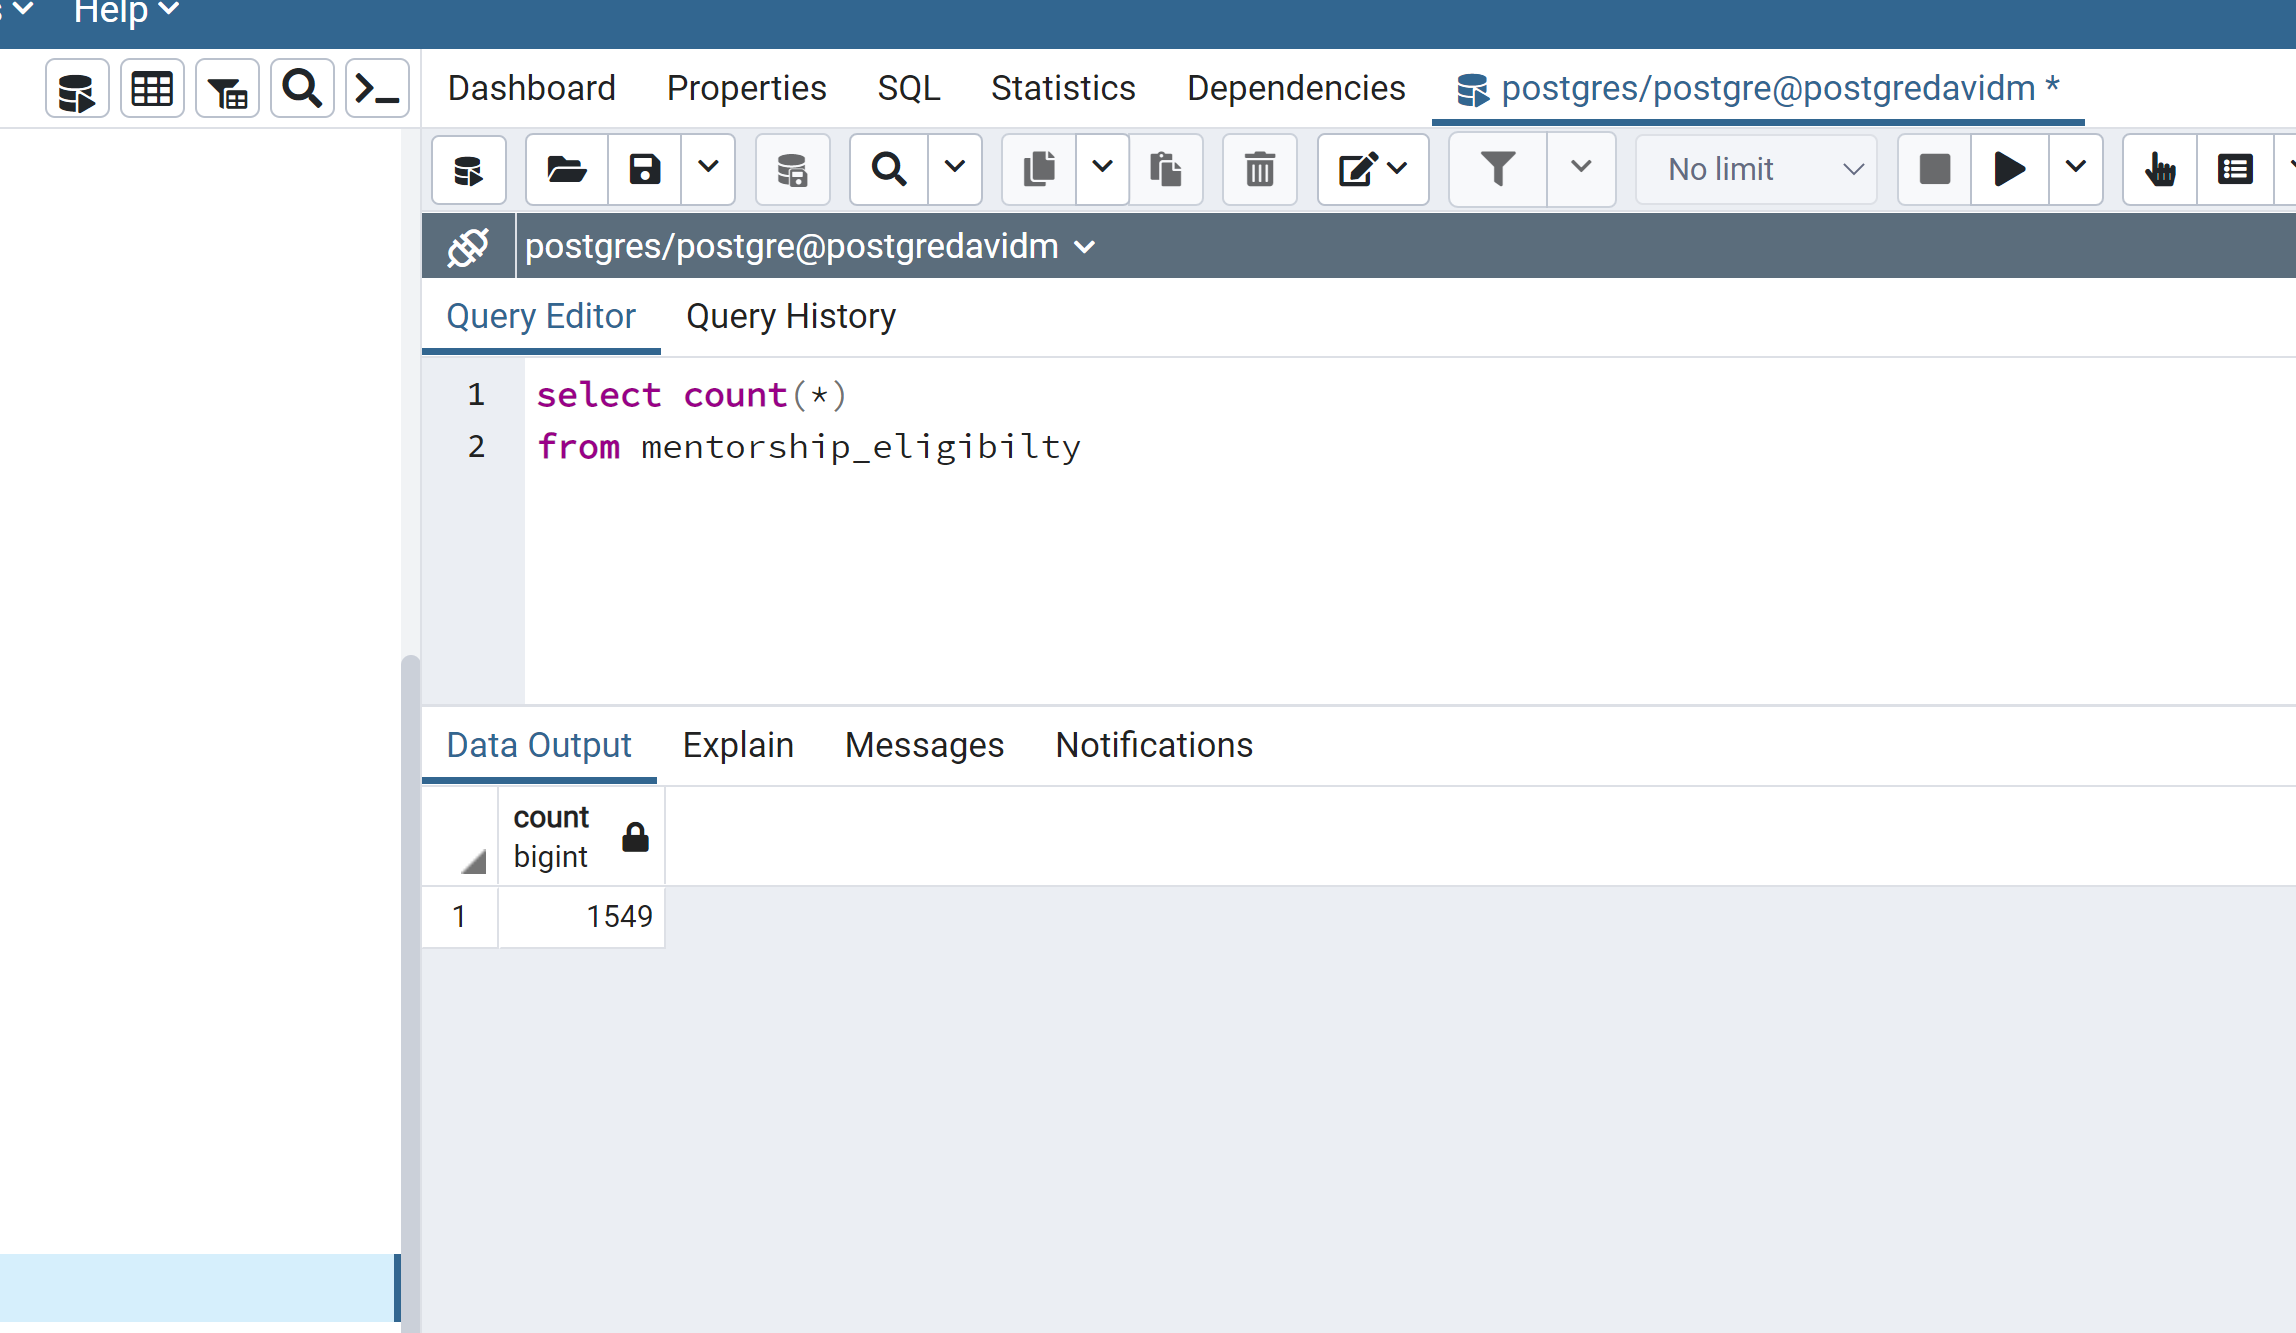 Help
Dashboard Properties SQL Statistics Dependencies postgres/postgre@postgredavidm *
No limit
postgres/postgre@postgredavidm
Query Editor Query History
1 select count(*)
2 from mentorship_eligibilty
Data Output Explain Messages Notifications
count
bigint
1 1549